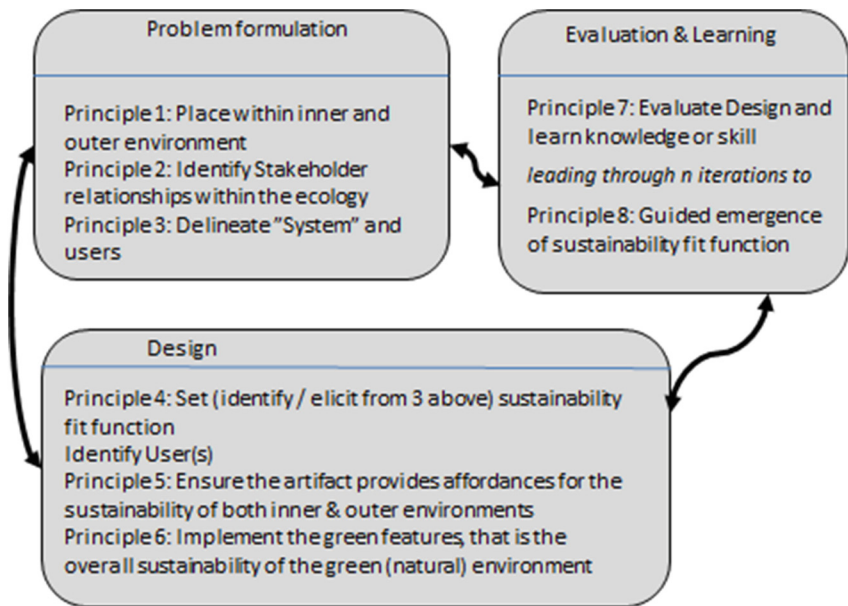 Problem formulation
Principle 1: Place within inner and
outer environment
Principle 2: Identify Stakeholder
relationships within the ecology
Principle 3: Delineate ”System” and
users
Evaluation & Learning
Principle 7: Evaluate Design and
learn knowledge or skill
leading through n iterations to
Principle 8: Guided emergence
of sustainability fit function
Design
Principle 4: Set (identify / elicit from 3 above) sustainability
fit function
Identify User(s)
Principle 5: Ensure the artifact provides affordances for the
sustainability of both inner & outer environments
Principle 6: Implement the green features, that is the
overall sustainability of the green (natural) environment